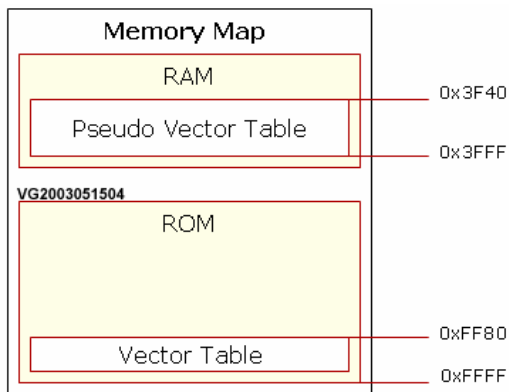 Memory Map
RAM
0x3F40
Pseudo Vector Table
0x3FFF
VG2003051504
ROM
0xFF80
Vector Table
0xFFFF